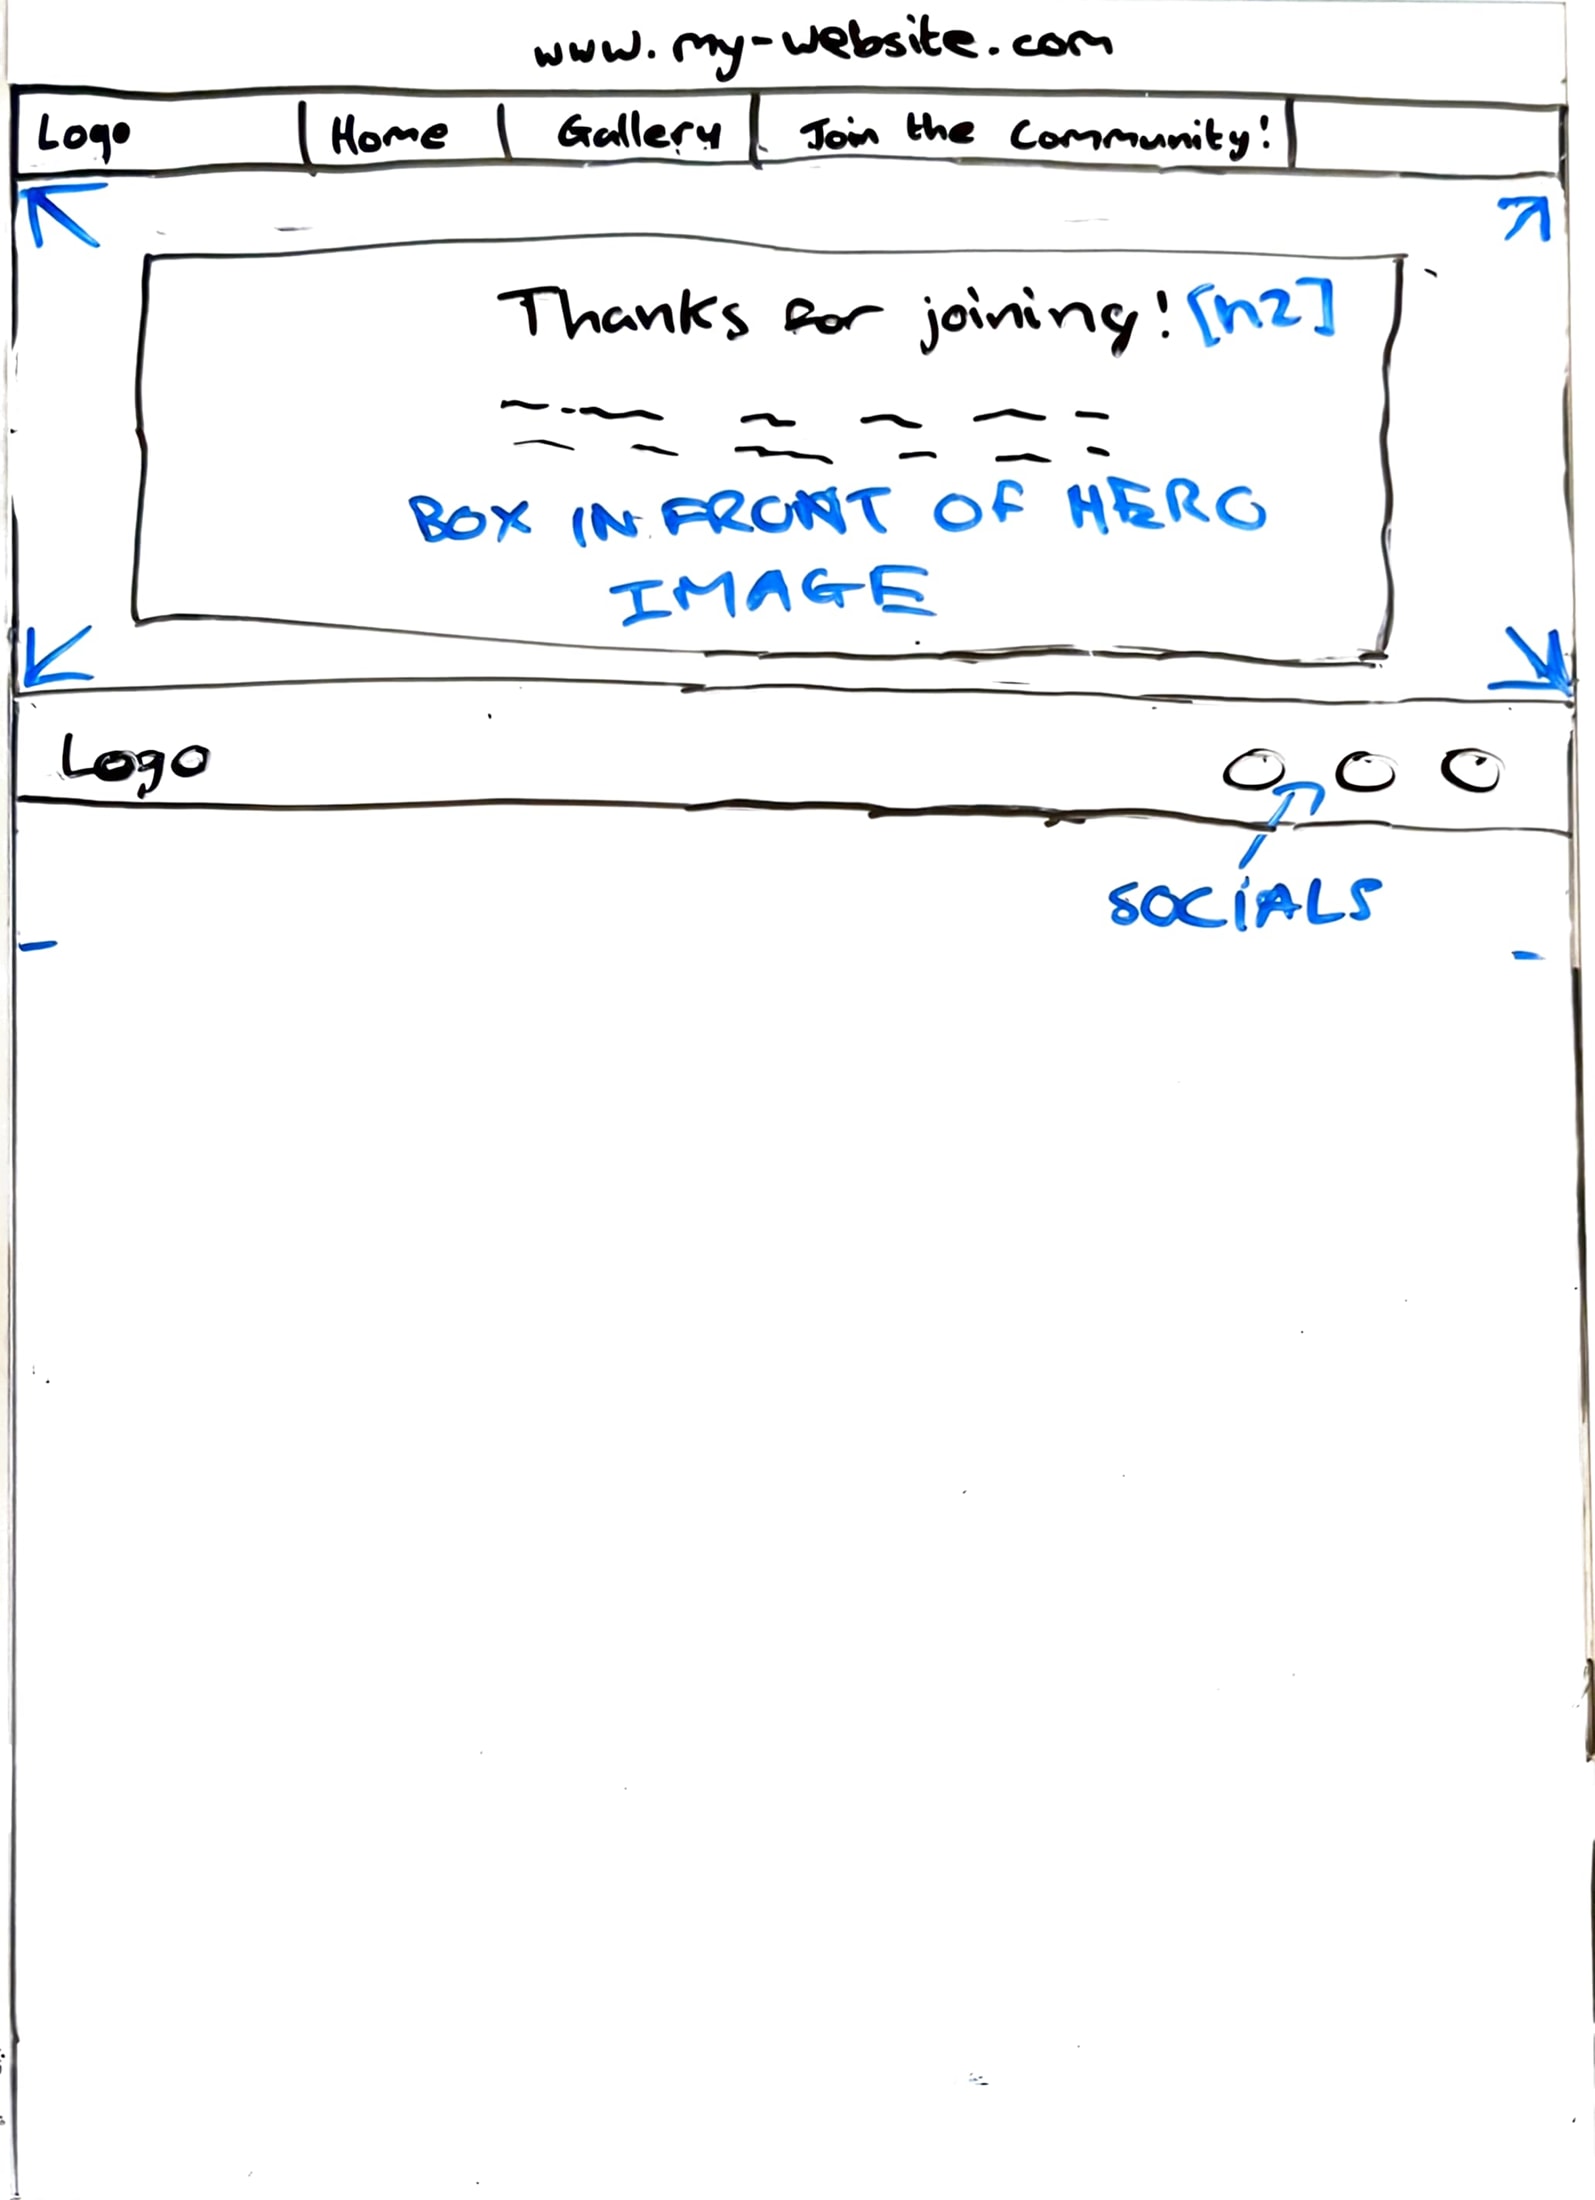 www.my-website.com
Logo | Home | Gallery | Join the Community! |
Thanks for joining! [h2]
BOX IN FRONT OF HERO
IMAGE
Logo
SOCIALS